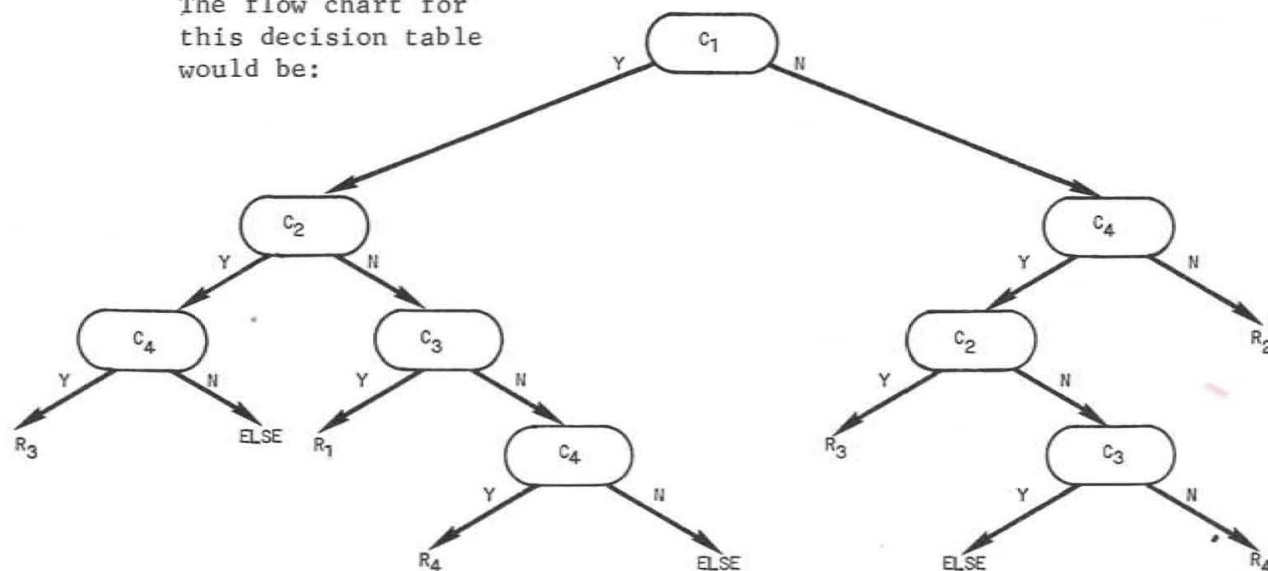 The flow chart for
this decision table
would be:
C1
Y N
C2 C4
Y N Y N
C4 C3 C2 R2
Y N Y N Y N
R3 ELSE R1 C4 R3 C3
Y N Y N
R4 ELSE ELSE R4